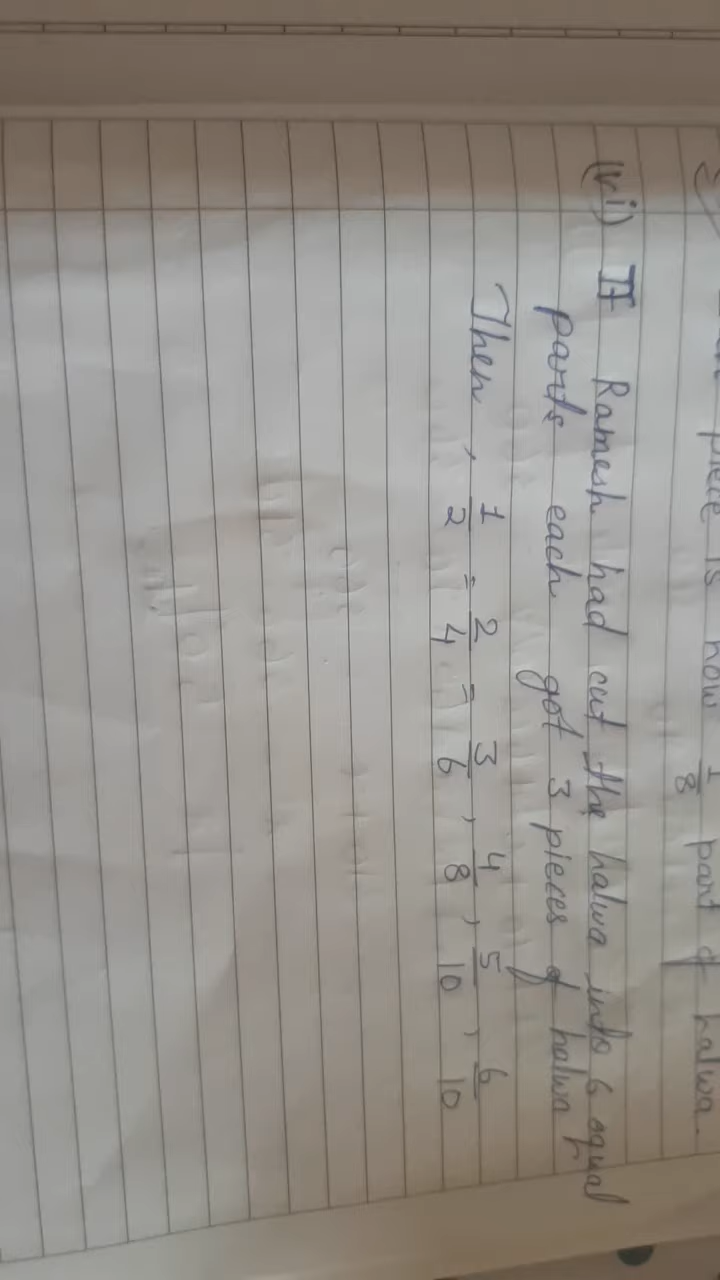 piece is now 1/8 part of halwa.
(vi) If Ramesh had cut the halwa into 6 equal
parts each got 3 pieces of halwa
Then, 1/2 = 2/4 = 3/6, 4/8, 5/10, 6/10